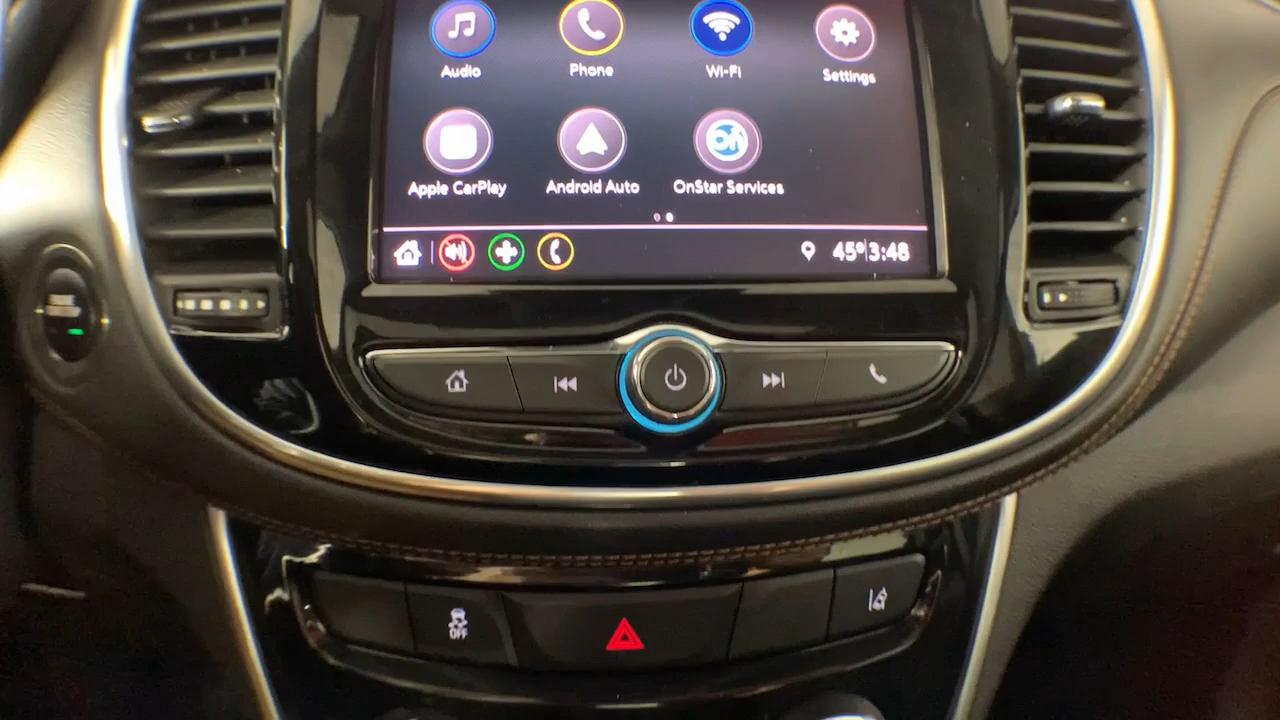 Audio
Phone
Wi-Fi
Settings
Apple CarPlay
Android Auto
OnStar Services
45° 3:48
OFF